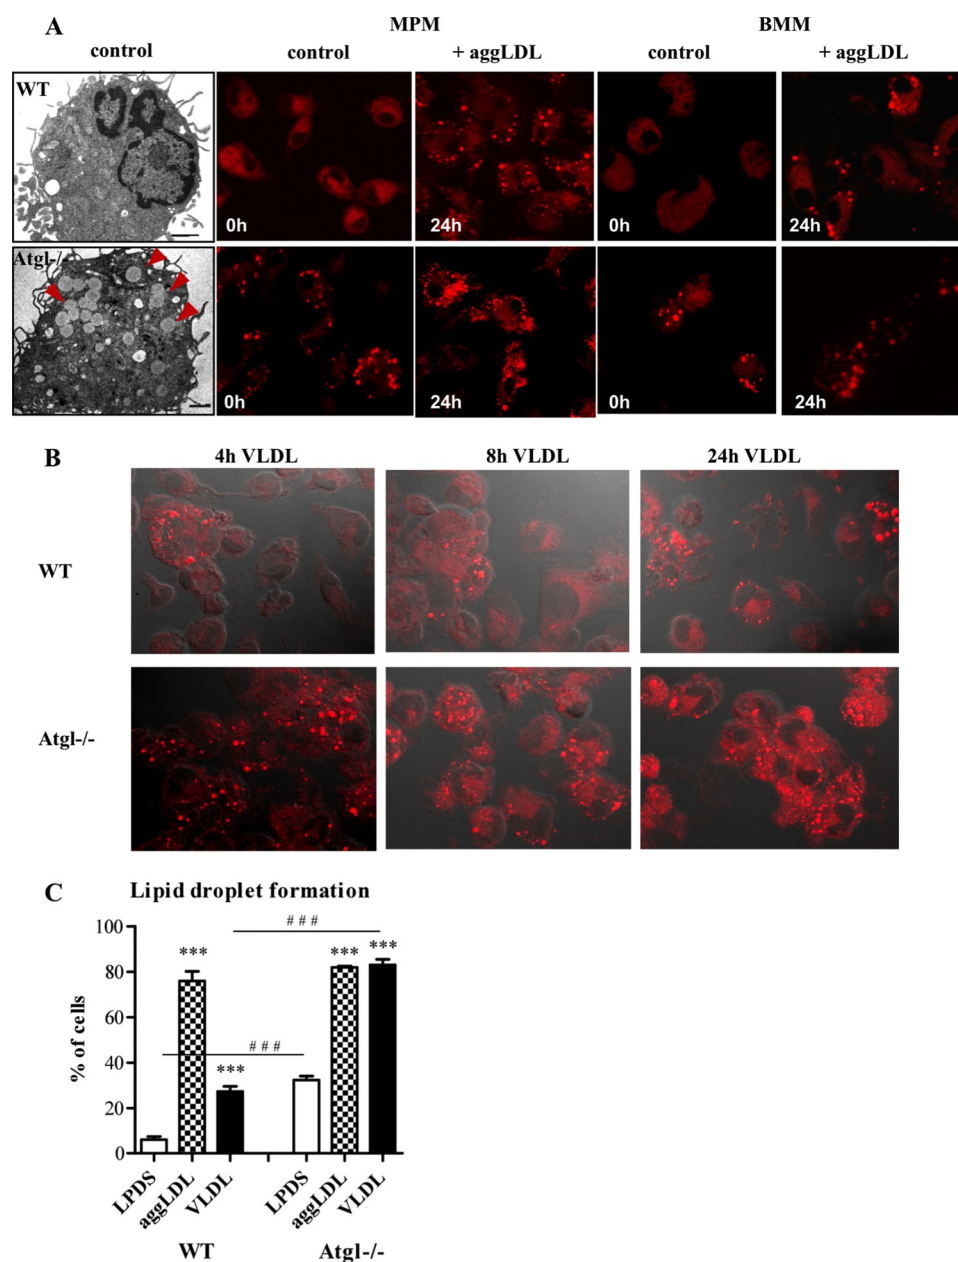 A MPM BMM
control control + aggLDL control + aggLDL
WT
0h 24h 0h 24h
Atgl-/-
0h 24h 0h 24h
B 4h VLDL 8h VLDL 24h VLDL
WT
Atgl-/-
C Lipid droplet formation
% of cells
100
80
60
40
20
0
###
*** *** ***
###
***
LPDS aggLDL VLDL LPDS aggLDL VLDL
WT Atgl-/-